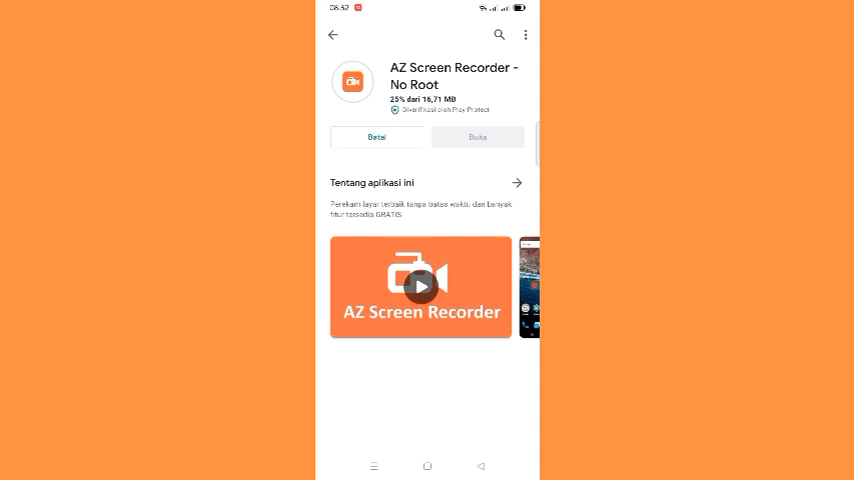 08.32
AZ Screen Recorder -
No Root
25% dari 16,71 MB
Diverifikasi oleh Play Protect
Batal
Buka
Tentang aplikasi ini
Perekam layar terbaik tanpa batas waktu dan banyak
fitur tersedia GRATIS
AZ Screen Recorder